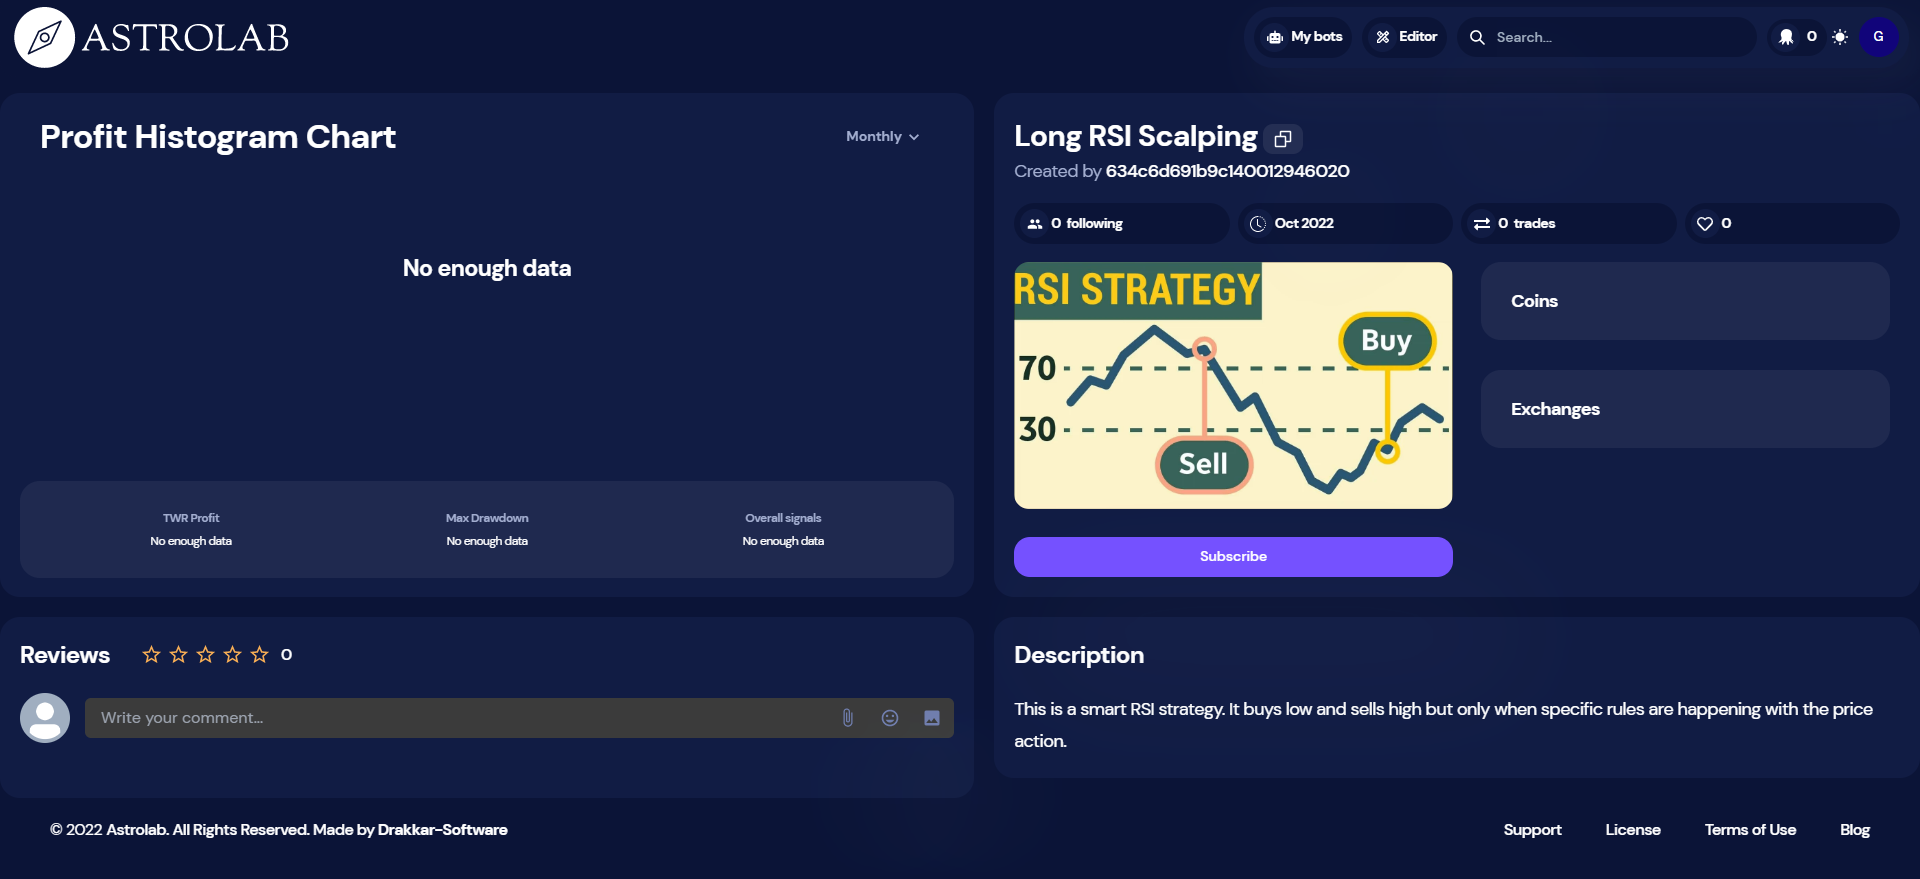 ASTROLAB
My bots
Editor
Search...
0
G
Profit Histogram Chart
Monthly
No enough data
TWR Profit
Max Drawdown
Overall signals
No enough data
No enough data
No enough data
Long RSI Scalping
Created by 634c6d691b9c140012946020
0 following
Oct 2022
0 trades
0
RSI STRATEGY
Buy
70
30
Sell
Coins
Exchanges
Subscribe
Reviews
0
Write your comment...
Description
This is a smart RSI strategy. It buys low and sells high but only when specific rules are happening with the price
action.
© 2022 Astrolab. All Rights Reserved. Made by Drakkar-Software
Support
License
Terms of Use
Blog